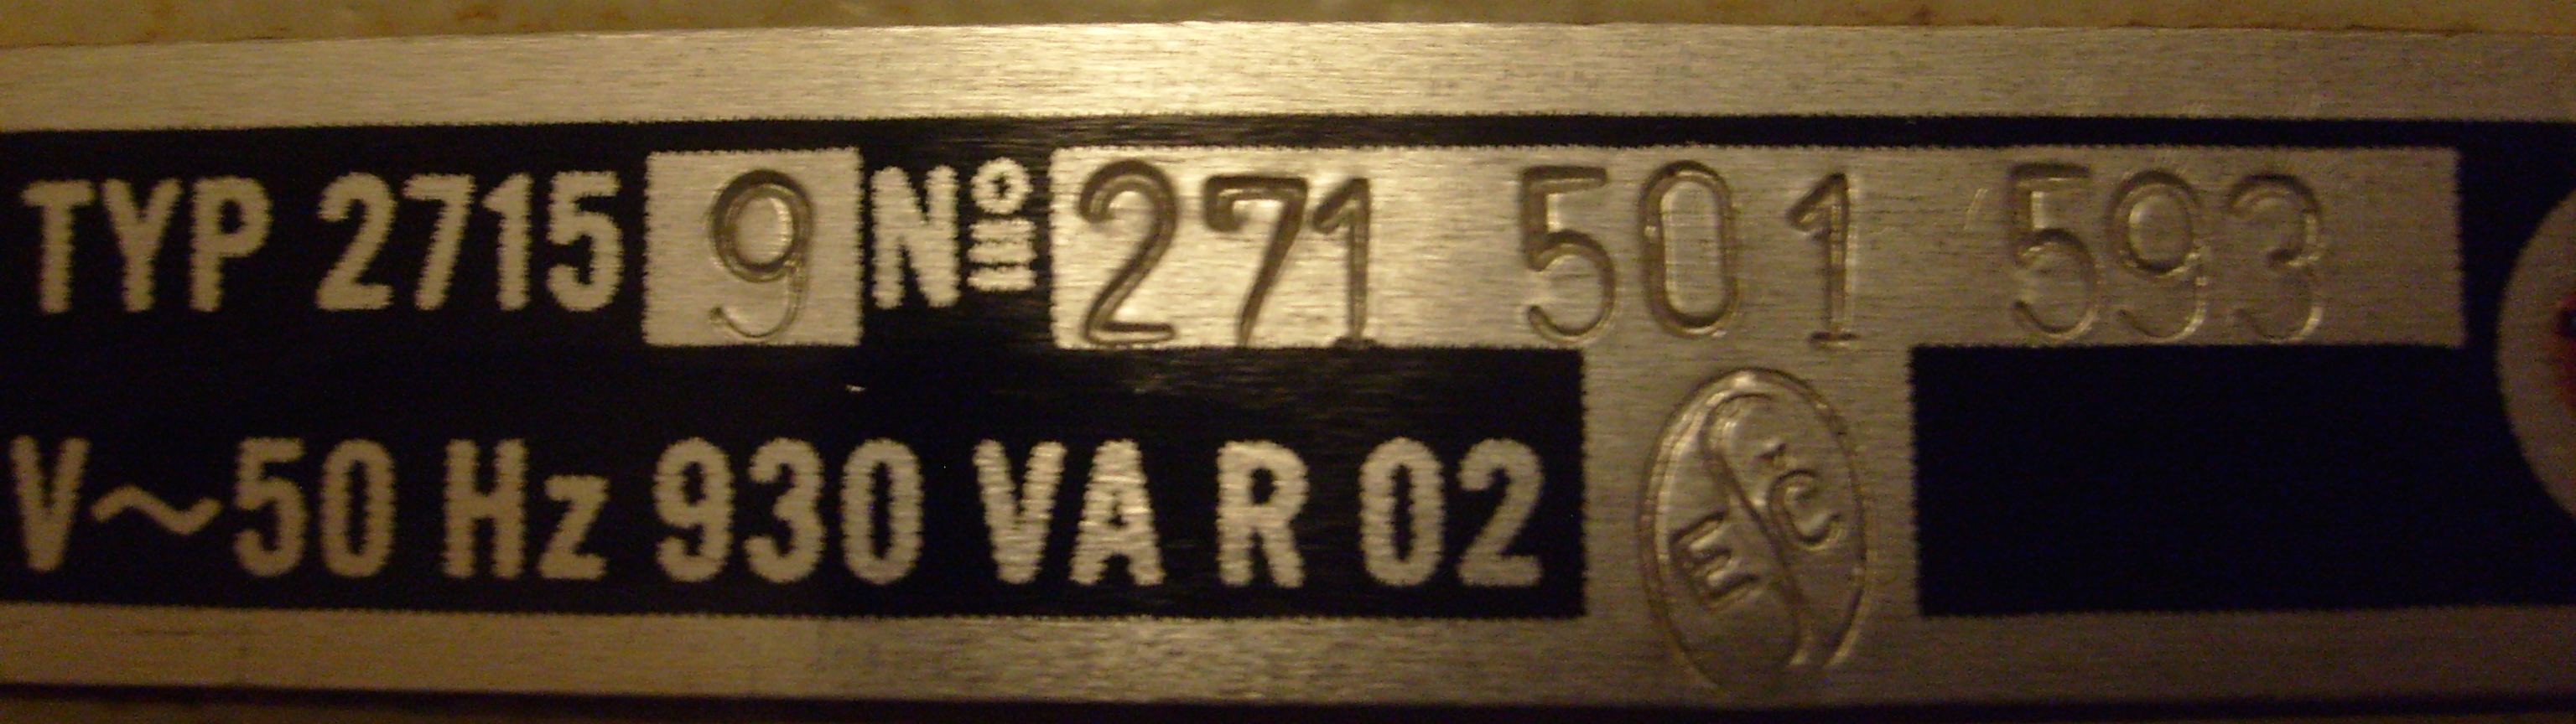 TYP 2715 9 Nº 271 501 593
V~50 Hz 930 VA R 02